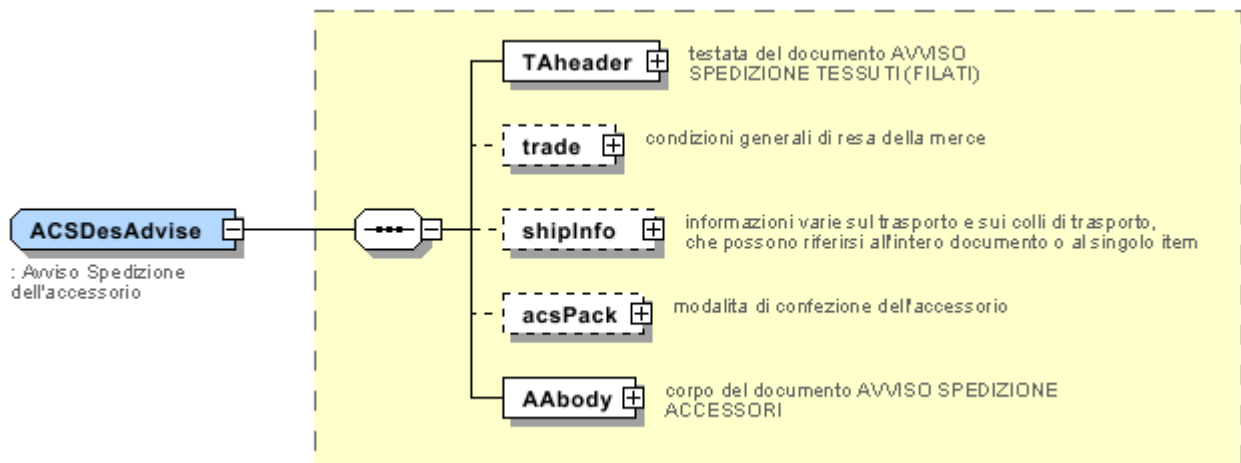 TAheader
testata del documento AVVISO
SPEDIZIONE TESSUTI (FILATI)
trade
condizioni generali di resa della merce
ACSDesAdvise
: Avviso Spedizione
dell'accessorio
shipInfo
informazioni varie sul trasporto e sui colli di trasporto,
che possono riferirsi all'intero documento o al singolo item
acsPack
modalita di confezione dell'accessorio
AAbody
corpo del documento AVVISO SPEDIZIONE
ACCESSORI